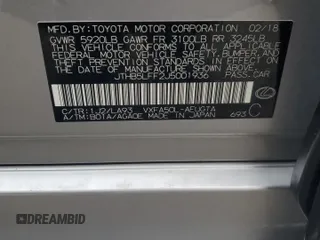 MFD. BY: TOYOTA MOTOR CORPORATION 02/18
GVWR 5920LB GAWR FR 3100LB RR 3245LB
THIS VEHICLE CONFORMS TO ALL APPLICABLE
FEDERAL MOTOR VEHICLE SAFETY, BUMPER, AND
THEFT PREVENTION STANDARDS IN EFFECT ON
THE DATE OF MANUFACTURE SHOWN ABOVE.
JTHB5LFF2J5001936 PASS. CAR
C/TR: 1J2/LA93 VXFA50L-AEUGTA
A/TM: B01A/AGA0E MADE IN JAPAN 693 C
DREAMBID